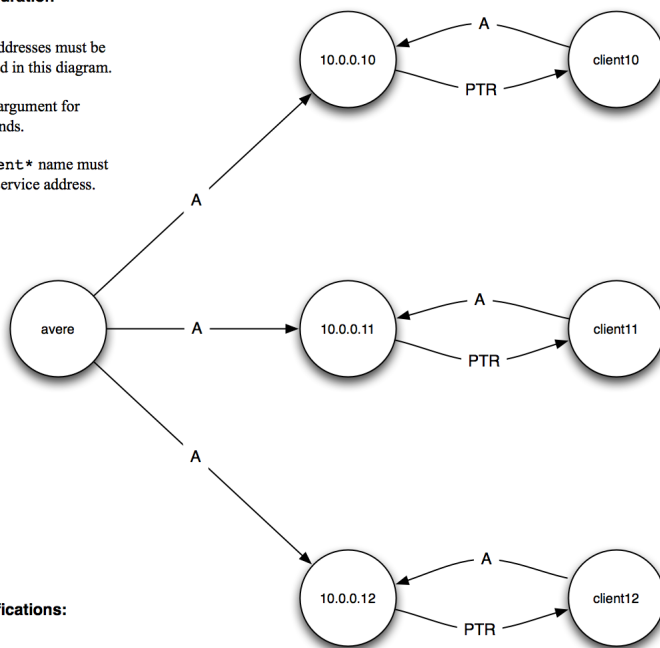 ddresses must be
d in this diagram.
argument for
nds.
ent* name must
ervice address.
A
10.0.0.10
client10
PTR
A
avere
A
10.0.0.11
A
client11
PTR
A
10.0.0.12
A
client12
PTR
fications: